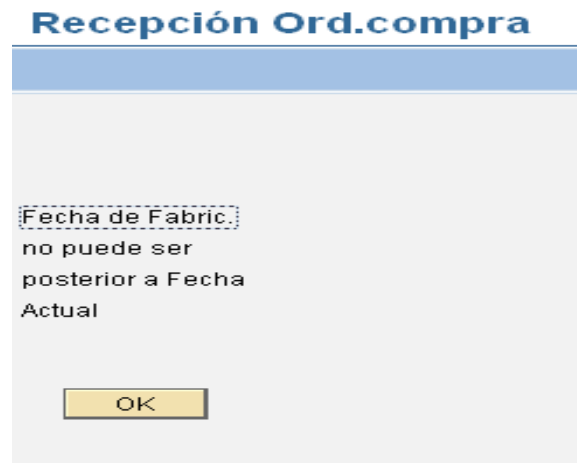 Recepción Ord.compra
Fecha de Fabric.
no puede ser
posterior a Fecha
Actual
OK